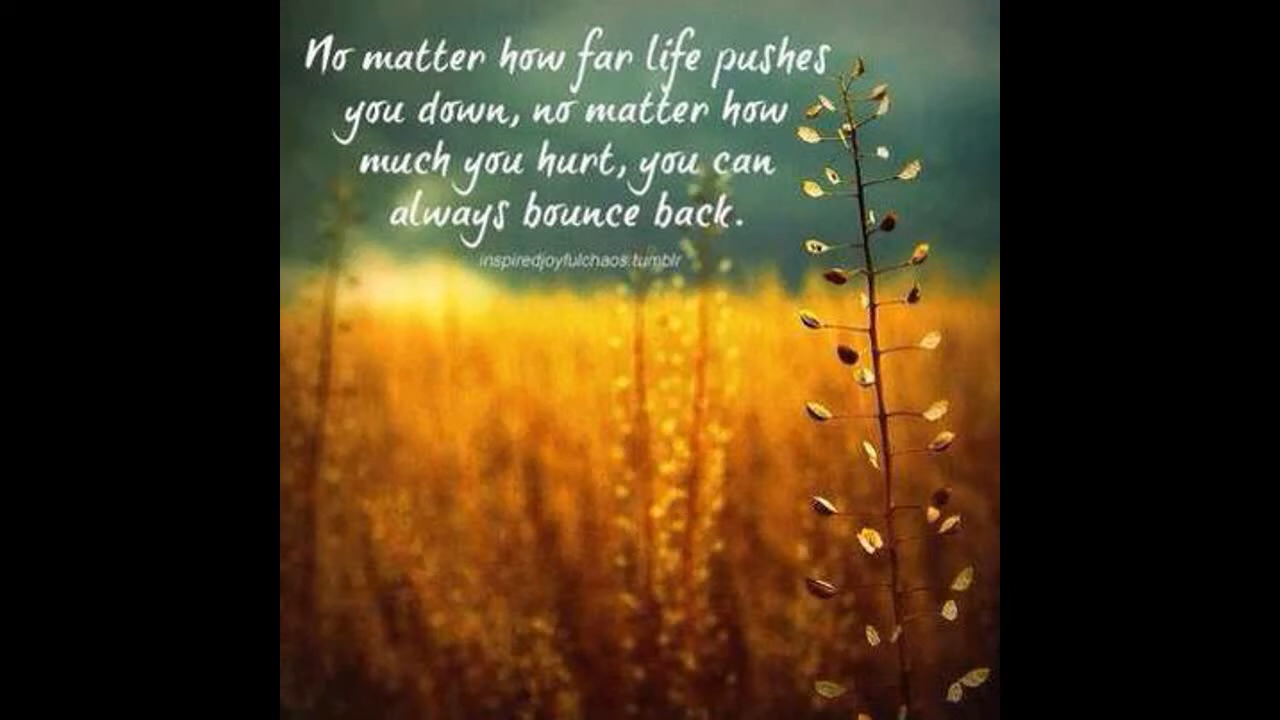 No matter how far life pushes
you down, no matter how
much you hurt, you can
always bounce back.
inspiredjoyfulchaos.tumblr